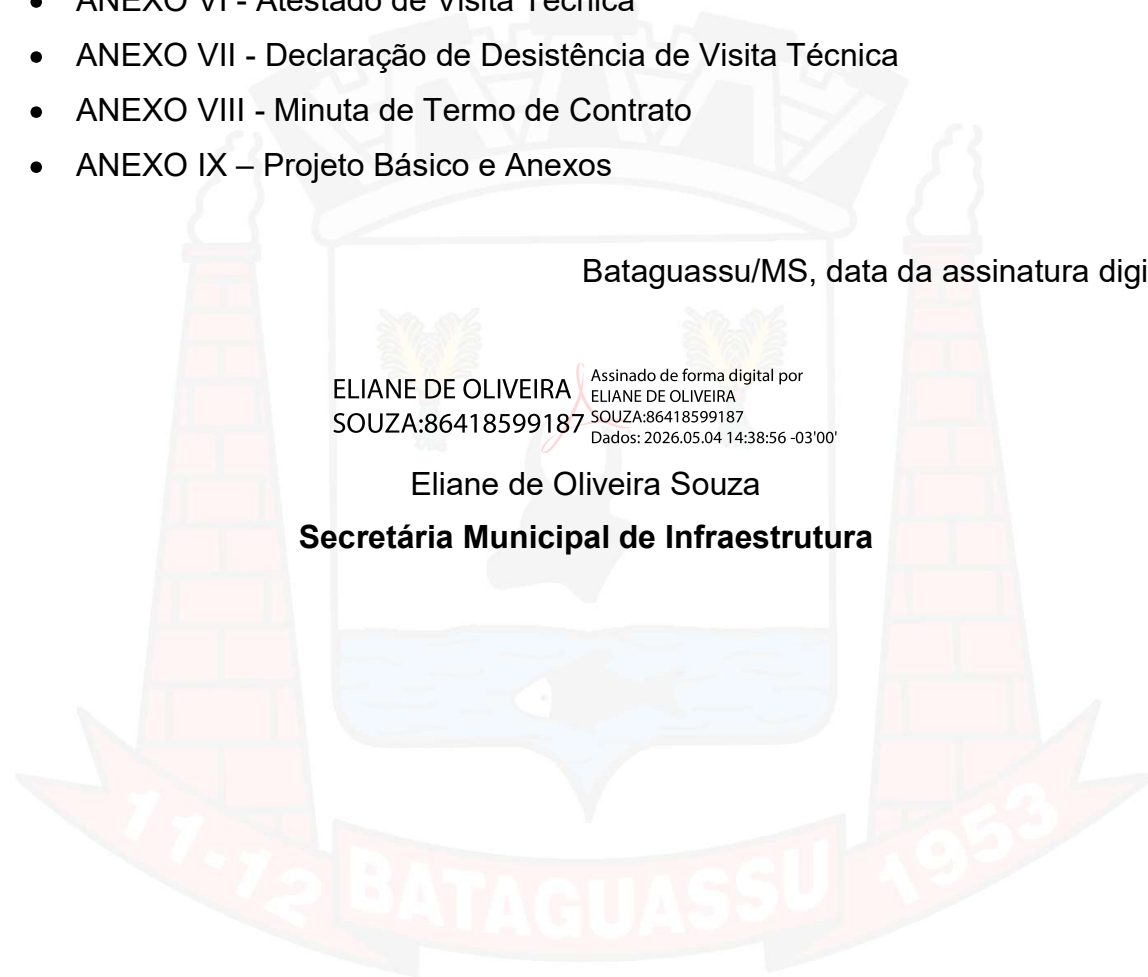 • ANEXO VI - Atestado de Visita Técnica
• ANEXO VII - Declaração de Desistência de Visita Técnica
• ANEXO VIII - Minuta de Termo de Contrato
• ANEXO IX – Projeto Básico e Anexos
Bataguassu/MS, data da assinatura digi
ELIANE DE OLIVEIRA
SOUZA:86418599187
Assinado de forma digital por
ELIANE DE OLIVEIRA
SOUZA:86418599187
Dados: 2026.05.04 14:38:56 -03'00'
Eliane de Oliveira Souza
Secretária Municipal de Infraestrutura
11-12 BATAGUASSU 1953